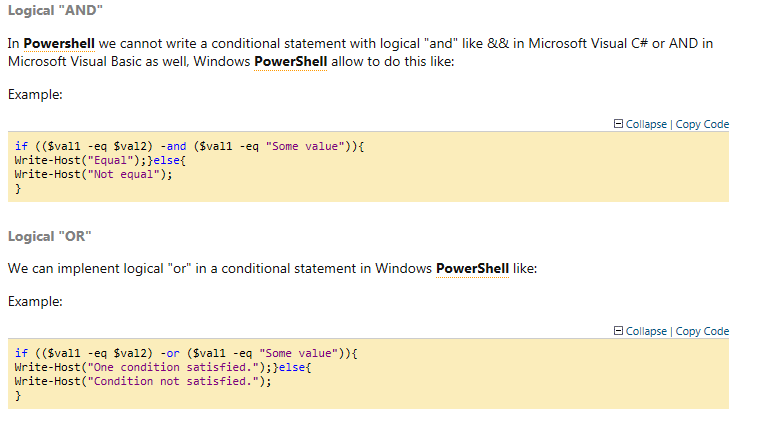 Logical "AND"
In Powershell we cannot write a conditional statement with logical "and" like && in Microsoft Visual C# or AND in
Microsoft Visual Basic as well, Windows PowerShell allow to do this like:
Example:
Collapse | Copy Code
if (($val1 -eq $val2) -and ($val1 -eq "Some value")){
Write-Host("Equal");}else{
Write-Host("Not equal");
}
Logical "OR"
We can implenent logical "or" in a conditional statement in Windows PowerShell like:
Example:
Collapse | Copy Code
if (($val1 -eq $val2) -or ($val1 -eq "Some value")){
Write-Host("One condition satisfied.");}else{
Write-Host("Condition not satisfied.");
}